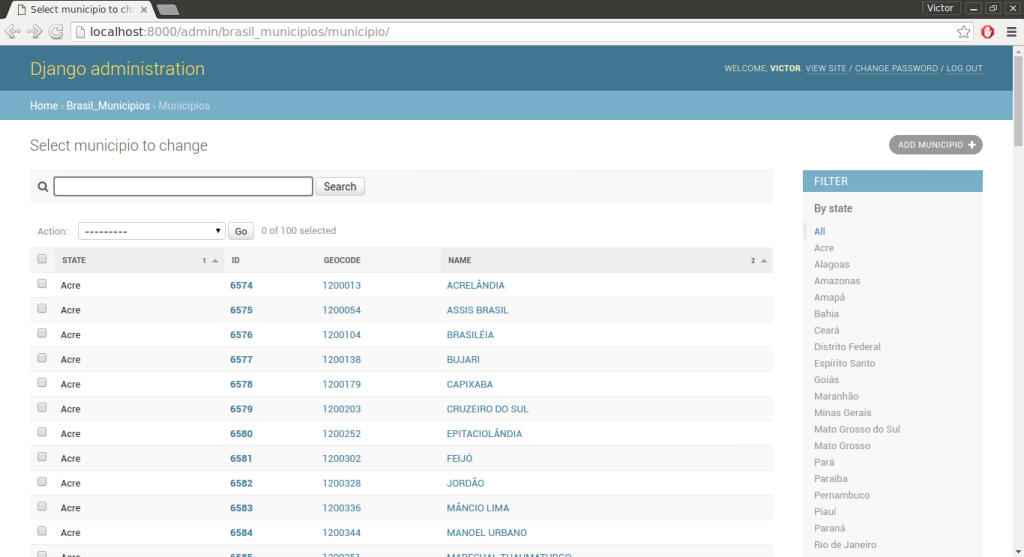 Victor
Select municipio to ch
localhost:8000/admin/brasil_municipios/municipio/
Django administration
WELCOME, VICTOR. VIEW SITE / CHANGE PASSWORD / LOG OUT
Home › Brasil_Municipios › Municipios
Select municipio to change
ADD MUNICIPIO +
Search
Action: --------- Go 0 of 100 selected
STATE 1 ID GEOCODE NAME 2
Acre 6574 1200013 ACRELÂNDIA
Acre 6575 1200054 ASSIS BRASIL
Acre 6576 1200104 BRASILÉIA
Acre 6577 1200138 BUJARI
Acre 6578 1200179 CAPIXABA
Acre 6579 1200203 CRUZEIRO DO SUL
Acre 6580 1200252 EPITACIOLÂNDIA
Acre 6581 1200302 FEIJÓ
Acre 6582 1200328 JORDÃO
Acre 6583 1200336 MÂNCIO LIMA
Acre 6584 1200344 MANOEL URBANO
Acre 6585 1200351 MARECHAL THAUMATURGO
FILTER
By state
All
Acre
Alagoas
Amazonas
Amapá
Bahia
Ceará
Distrito Federal
Espírito Santo
Goiás
Maranhão
Minas Gerais
Mato Grosso do Sul
Mato Grosso
Pará
Paraíba
Pernambuco
Piauí
Paraná
Rio de Janeiro